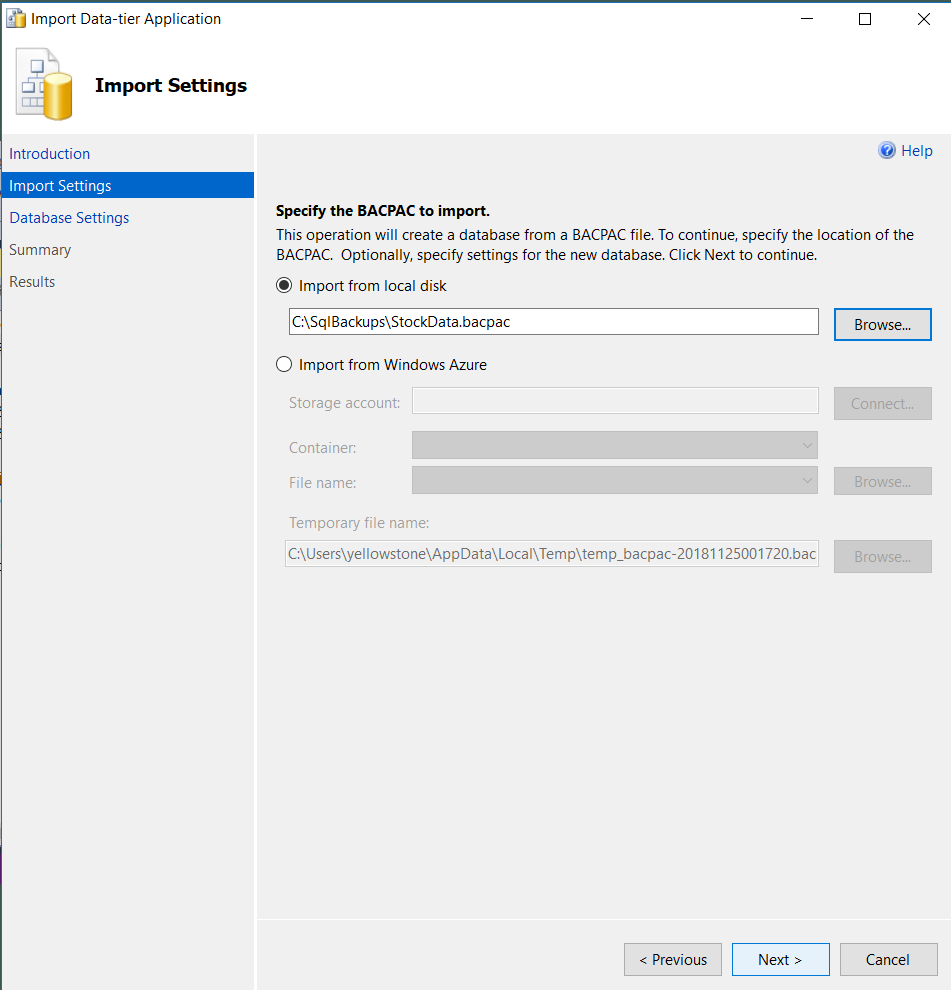 Import Data-tier Application
Import Settings
Introduction
Import Settings
Database Settings
Summary
Results
Help
Specify the BACPAC to import.
This operation will create a database from a BACPAC file. To continue, specify the location of the
BACPAC.  Optionally, specify settings for the new database. Click Next to continue.
Import from local disk
C:\SqlBackups\StockData.bacpac
Browse...
Import from Windows Azure
Storage account:
Connect...
Container:
File name:
Browse...
Temporary file name:
C:\Users\yellowstone\AppData\Local\Temp\temp_bacpac-20181125001720.bac
Browse...
< Previous
Next >
Cancel